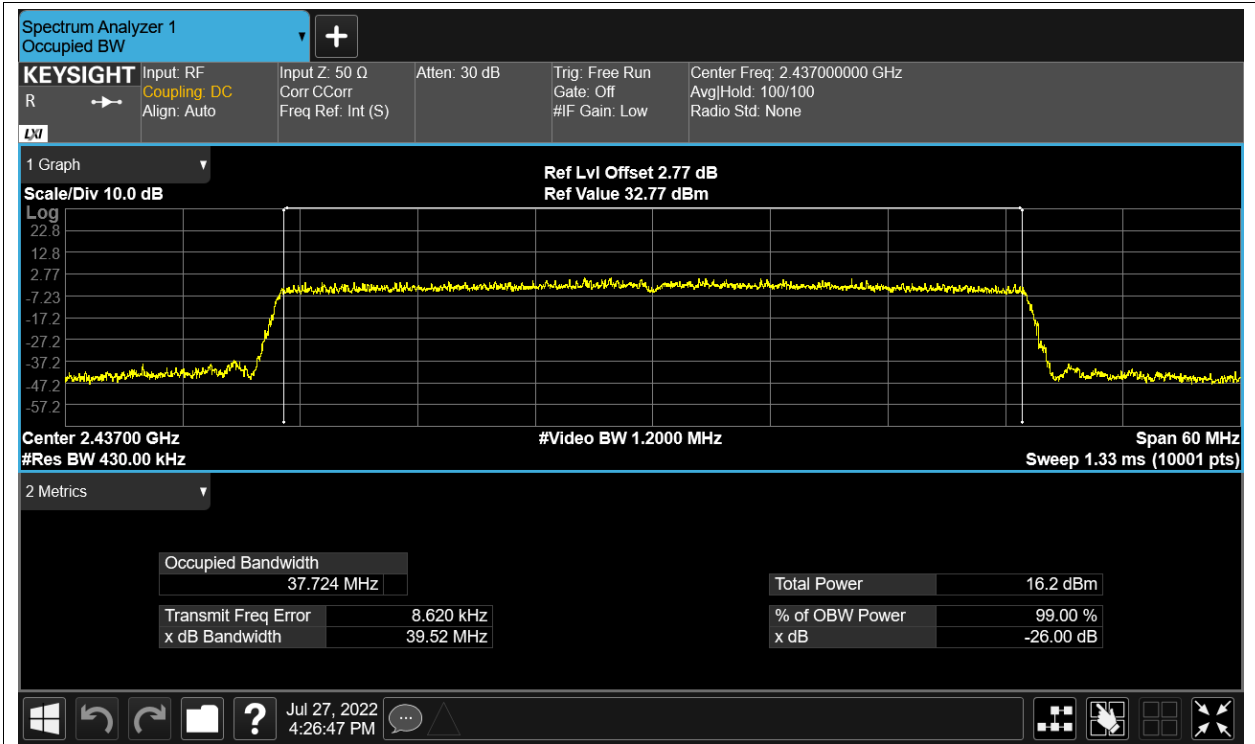 Spectrum Analyzer 1
Occupied BW
KEYSIGHT
R
LXI
Input: RF
Coupling: DC
Align: Auto
Input Z: 50 Ω
Corr CCorr
Freq Ref: Int (S)
Atten: 30 dB
Trig: Free Run
Gate: Off
#IF Gain: Low
Center Freq: 2.437000000 GHz
Avg|Hold: 100/100
Radio Std: None
1 Graph
Scale/Div 10.0 dB
Ref Lvl Offset 2.77 dB
Ref Value 32.77 dBm
Log
22.8
12.8
2.77
-7.23
-17.2
-27.2
-37.2
-47.2
-57.2
Center 2.43700 GHz
#Video BW 1.2000 MHz
Span 60 MHz
#Res BW 430.00 kHz
Sweep 1.33 ms (10001 pts)
2 Metrics
Occupied Bandwidth
37.724 MHz
Total Power 16.2 dBm
Transmit Freq Error 8.620 kHz
% of OBW Power 99.00 %
x dB Bandwidth 39.52 MHz
x dB -26.00 dB
?
Jul 27, 2022
4:26:47 PM